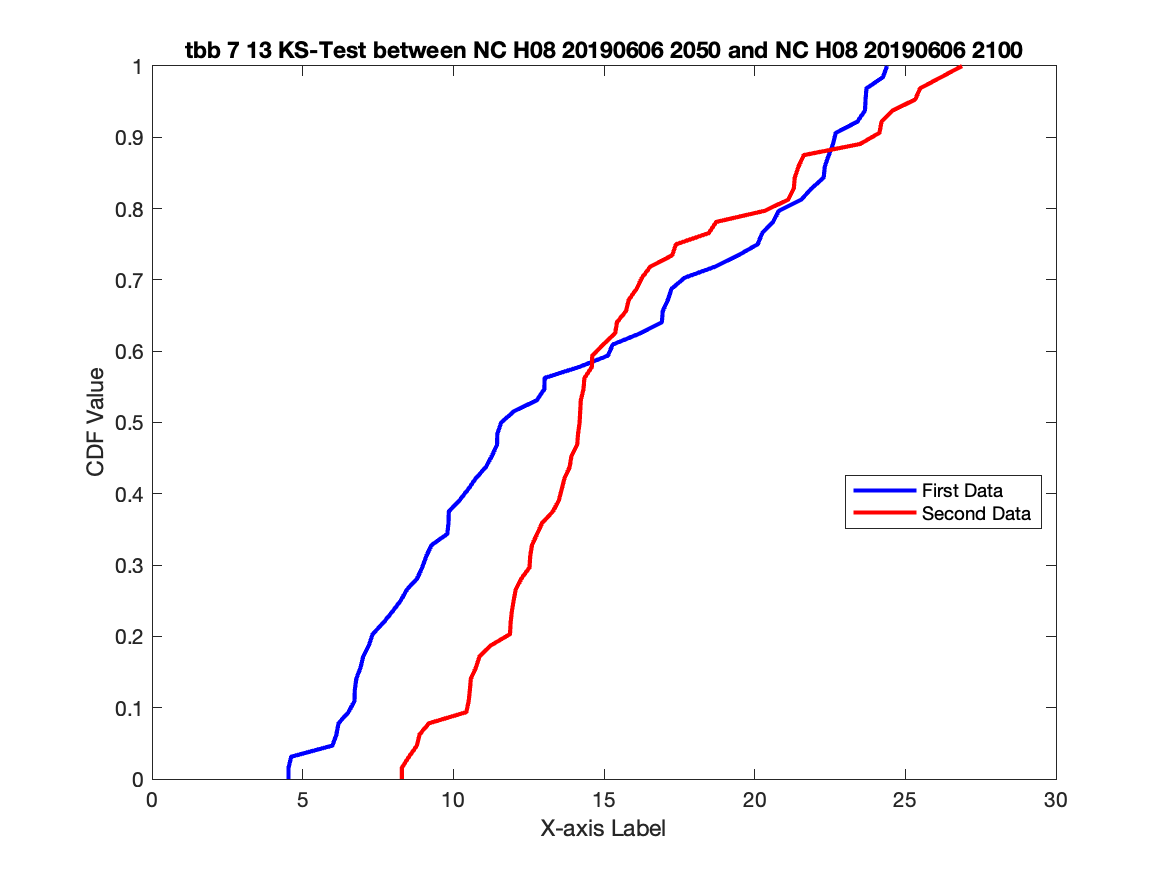 tbb 7 13 KS-Test between NC H08 20190606 2050 and NC H08 20190606 2100
1
0.9
0.8
0.7
0.6
0.5
0.4
0.3
0.2
0.1
0
CDF Value
First Data
Second Data
0 5 10 15 20 25 30
X-axis Label